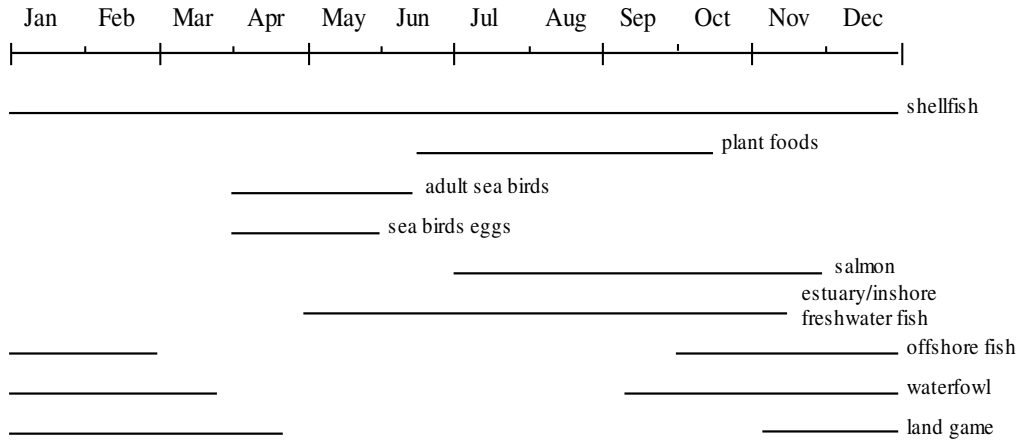 Jan Feb Mar Apr May Jun Jul Aug Sep Oct Nov Dec
shellfish
plant foods
adult sea birds
sea birds eggs
salmon
estuary/inshore
freshwater fish
offshore fish
waterfowl
land game